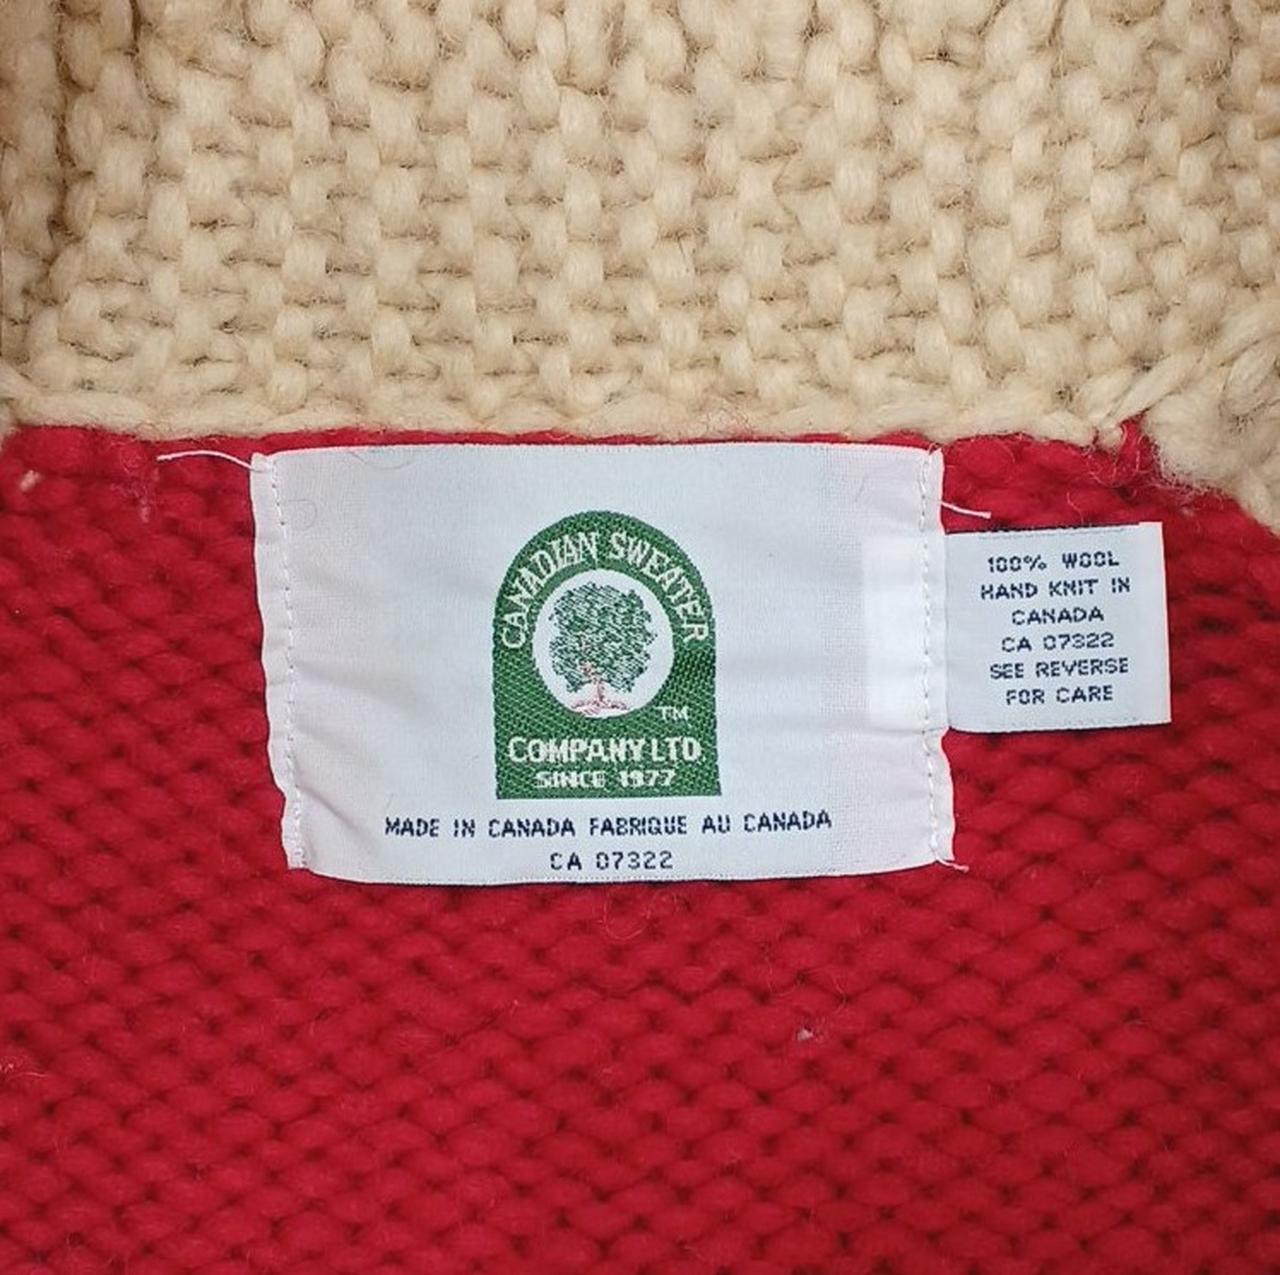 CANADIAN SWEATER
TM
COMPANY LTD.
SINCE 1977
MADE IN CANADA FABRIQUE AU CANADA
CA 07322
100% WOOL
HAND KNIT IN
CANADA
CA 07322
SEE REVERSE
FOR CARE